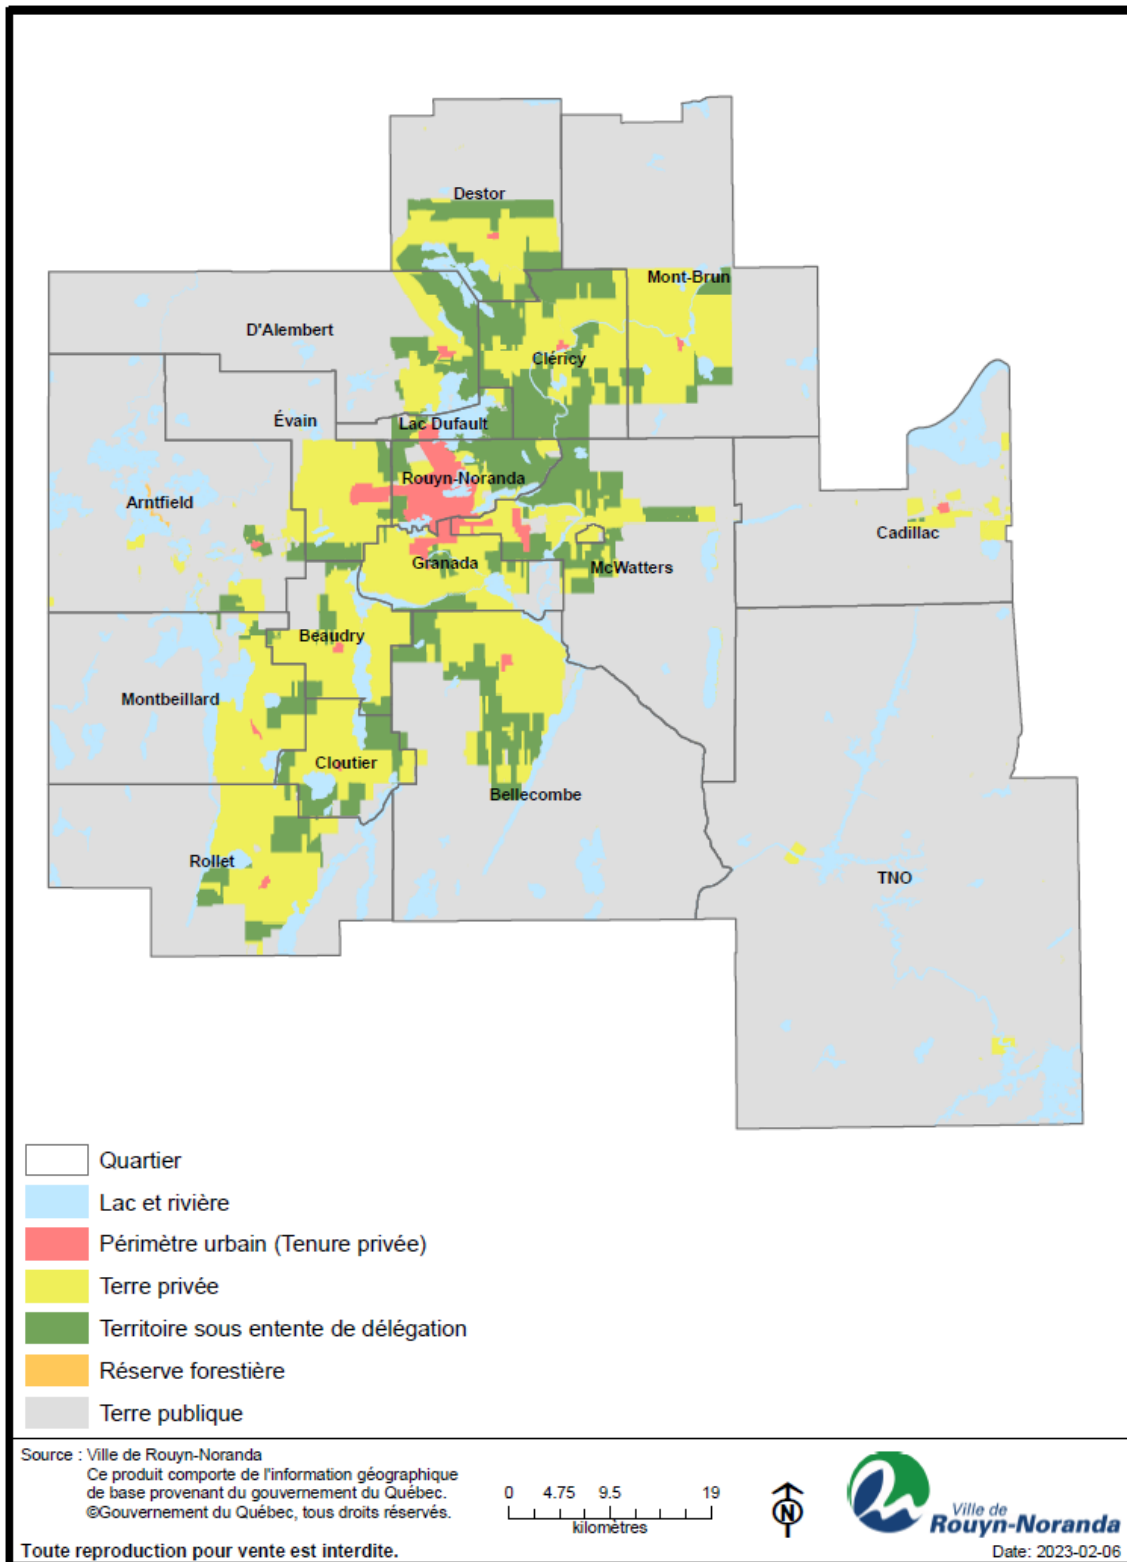 Destor
Mont-Brun
D'Alembert
Cléricy
Évain
Lac Dufault
Rouyn-Noranda
Arntfield
Cadillac
Granada
McWatters
Beaudry
Montbeillard
Cloutier
Bellecombe
Rollet
TNO
Quartier
Lac et rivière
Périmètre urbain (Tenure privée)
Terre privée
Territoire sous entente de délégation
Réserve forestière
Terre publique
Source : Ville de Rouyn-Noranda
Ce produit comporte de l'information géographique
de base provenant du gouvernement du Québec.
©Gouvernement du Québec, tous droits réservés.
Toute reproduction pour vente est interdite.
0 4.75 9.5 19
kilomètres
N
Ville de
Rouyn-Noranda
Date: 2023-02-06